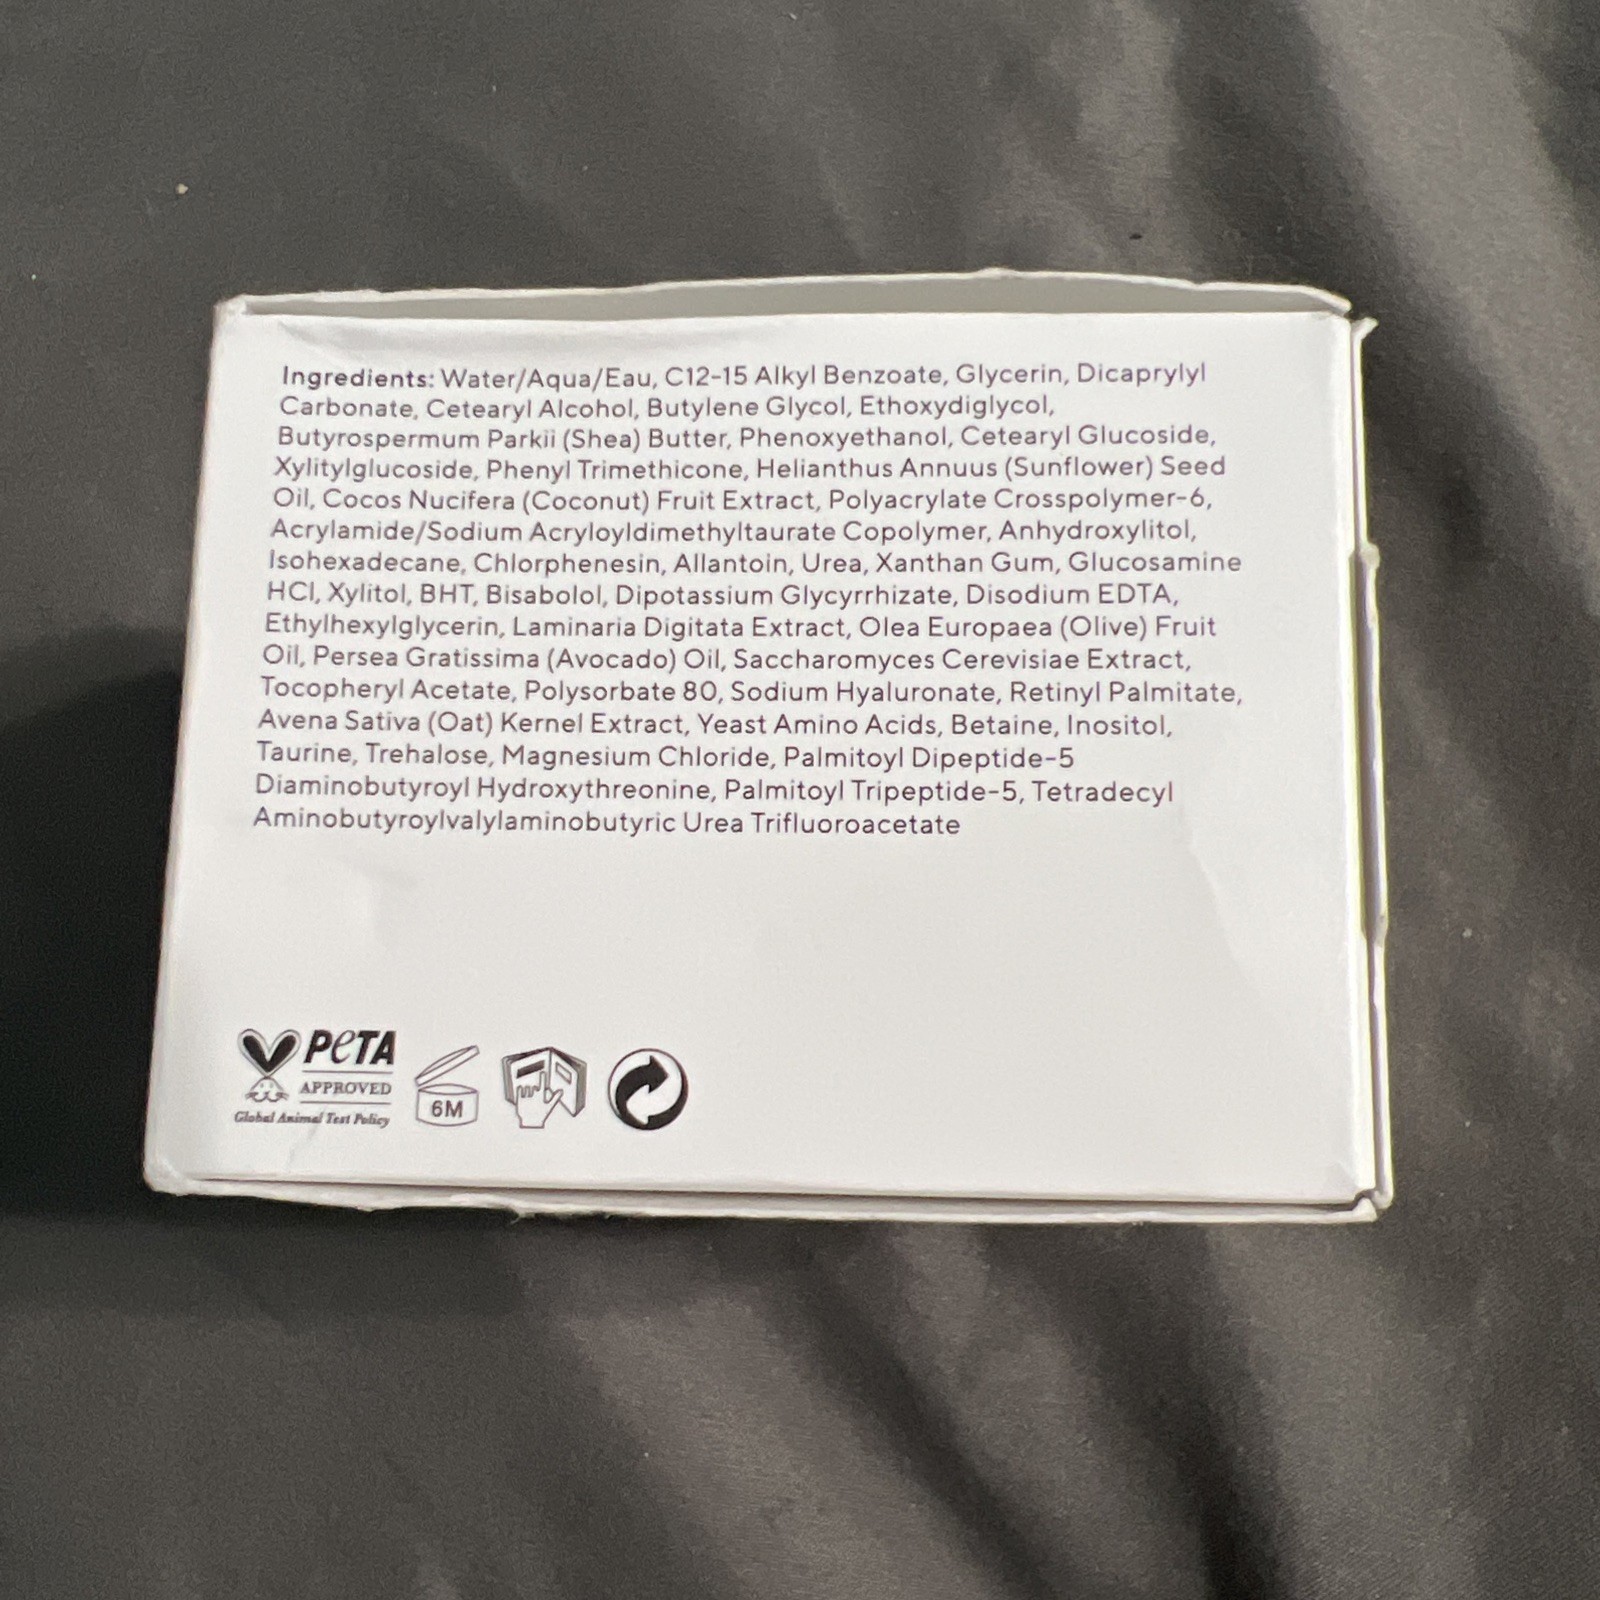 Ingredients: Water/Aqua/Eau, C12-15 Alkyl Benzoate, Glycerin, Dicaprylyl
Carbonate, Cetearyl Alcohol, Butylene Glycol, Ethoxydiglycol,
Butyrospermum Parkii (Shea) Butter, Phenoxyethanol, Cetearyl Glucoside,
Xylitylglucoside, Phenyl Trimethicone, Helianthus Annuus (Sunflower) Seed
Oil, Cocos Nucifera (Coconut) Fruit Extract, Polyacrylate Crosspolymer-6,
Acrylamide/Sodium Acryloyldimethyltaurate Copolymer, Anhydroxylitol,
Isohexadecane, Chlorphenesin, Allantoin, Urea, Xanthan Gum, Glucosamine
HCl, Xylitol, BHT, Bisabolol, Dipotassium Glycyrrhizate, Disodium EDTA,
Ethylhexylglycerin, Laminaria Digitata Extract, Olea Europaea (Olive) Fruit
Oil, Persea Gratissima (Avocado) Oil, Saccharomyces Cerevisiae Extract,
Tocopheryl Acetate, Polysorbate 80, Sodium Hyaluronate, Retinyl Palmitate,
Avena Sativa (Oat) Kernel Extract, Yeast Amino Acids, Betaine, Inositol,
Taurine, Trehalose, Magnesium Chloride, Palmitoyl Dipeptide-5
Diaminobutyroyl Hydroxythreonine, Palmitoyl Tripeptide-5, Tetradecyl
Aminobutyroylvalylaminobutyric Urea Trifluoroacetate
PeTA
APPROVED
Global Animal Test Policy
6M